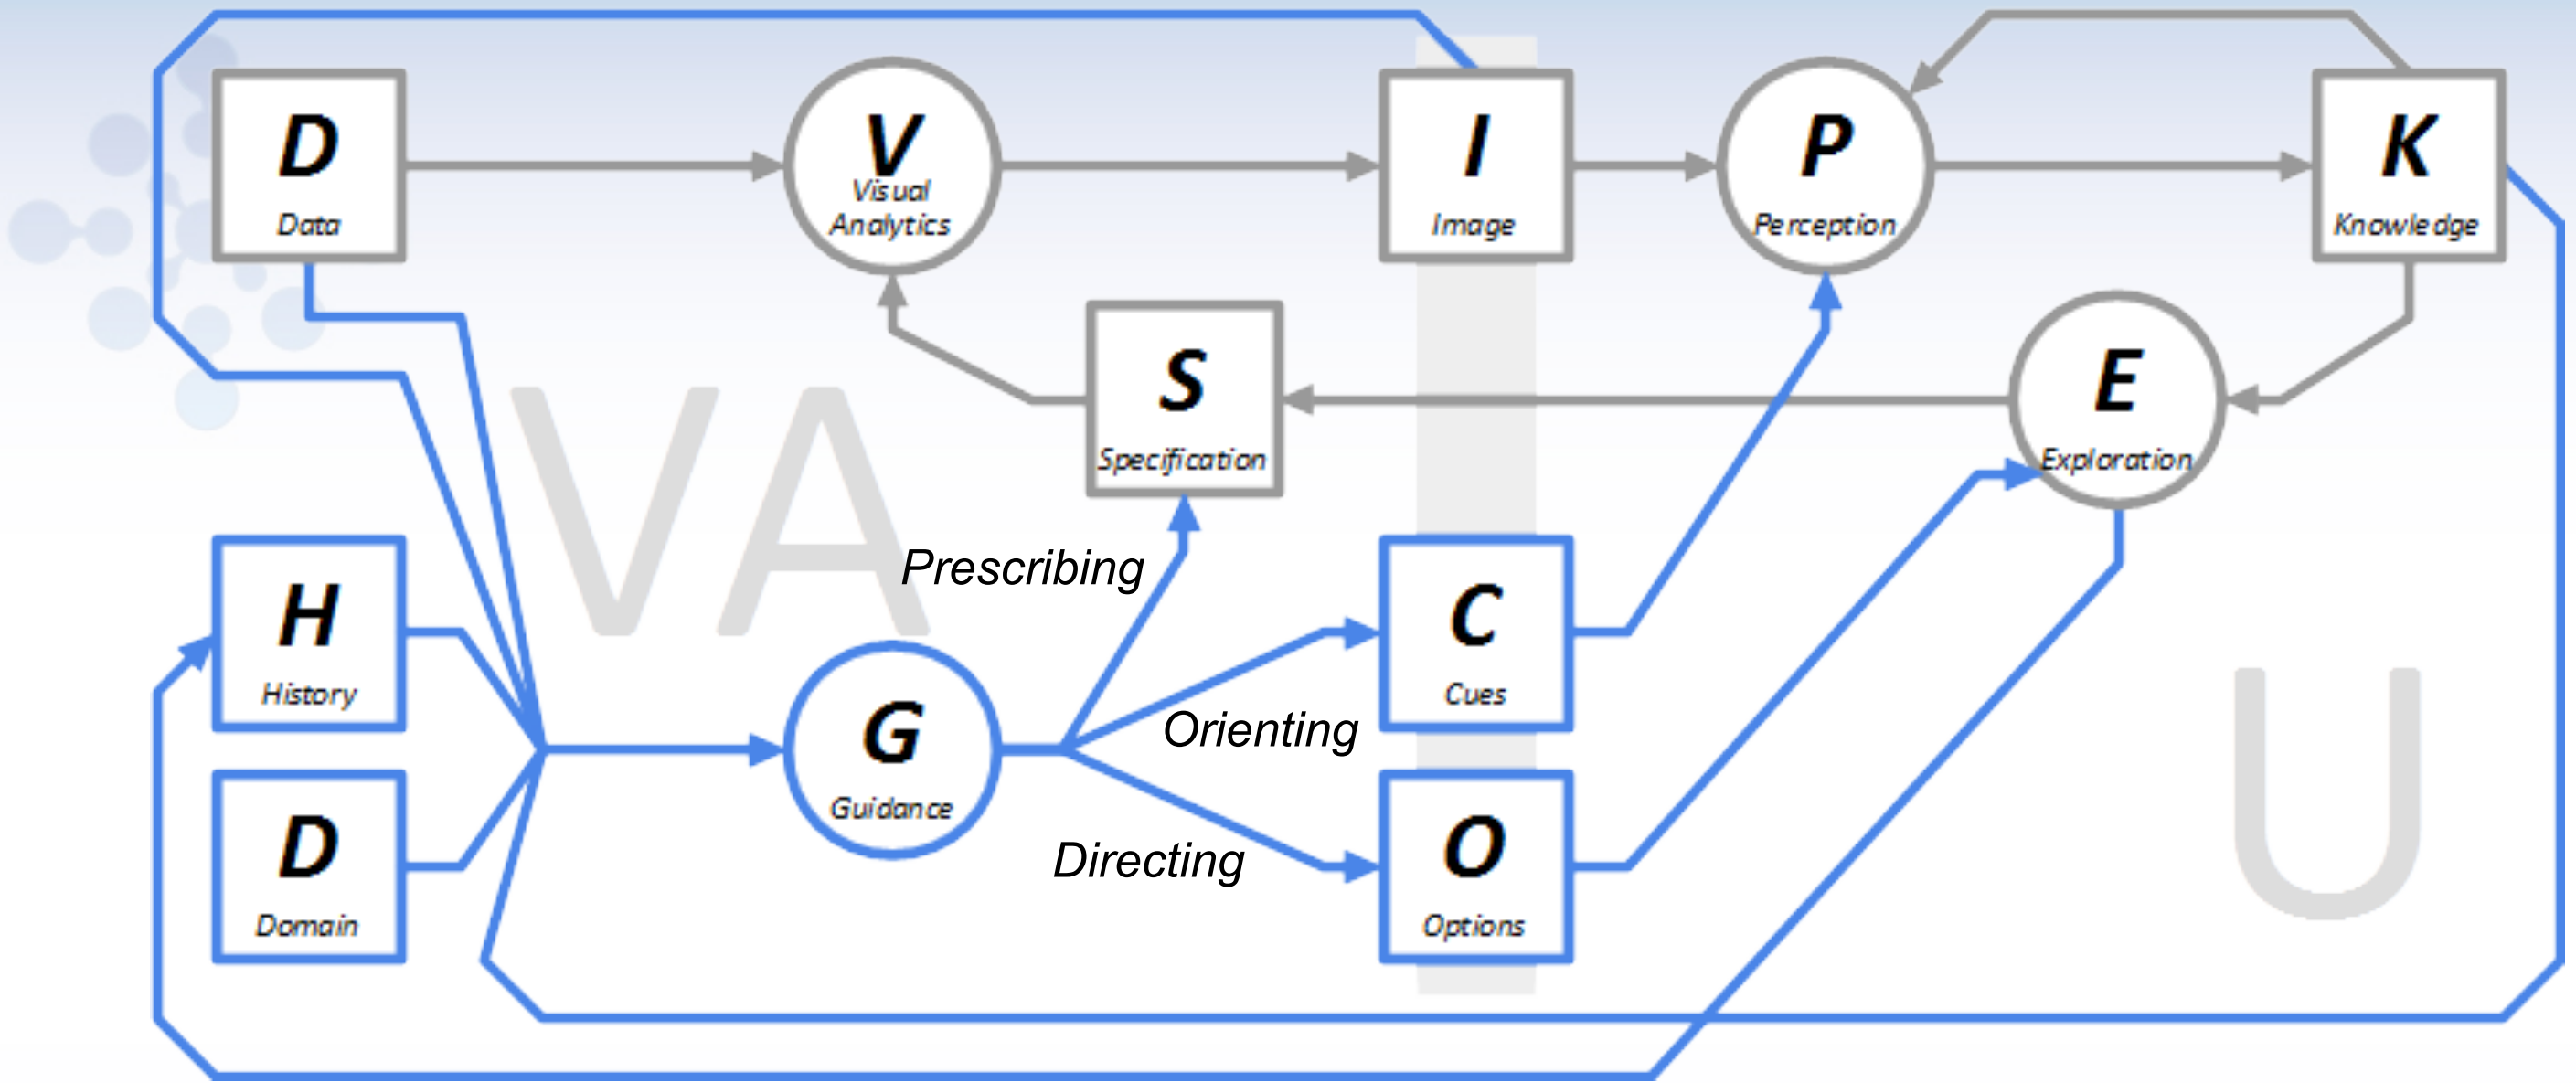 D
Data
V
Visual
Analytics
I
Image
P
Perception
K
Knowledge
S
Specification
E
Exploration
VA
H
History
Prescribing
C
Cues
G
Guidance
Orienting
U
D
Domain
Directing
O
Options